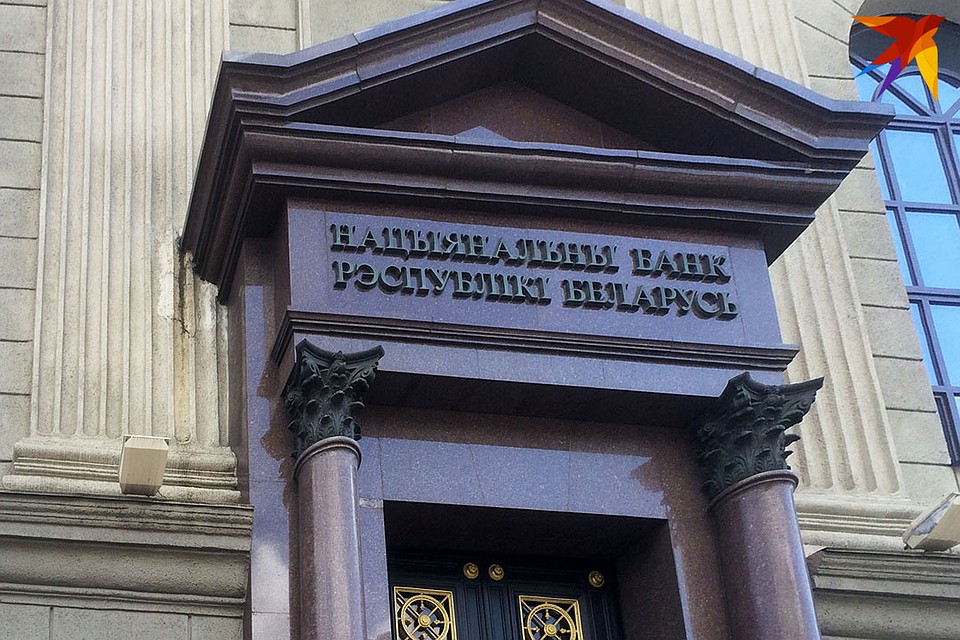 НАЦЫЯНАЛЬНЫ БАНК
РЭСПУБЛІКІ БЕЛАРУСЬ